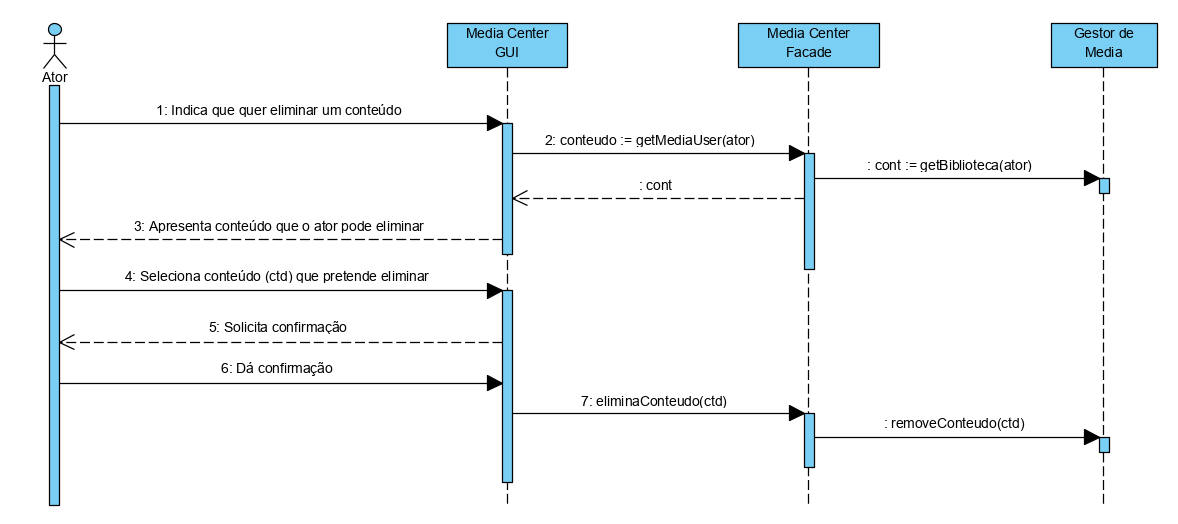 Ator
Media Center
GUI
Media Center
Facade
Gestor de
Media
1: Indica que quer eliminar um conteúdo
2: conteudo := getMediaUser(ator)
: cont := getBiblioteca(ator)
: cont
3: Apresenta conteúdo que o ator pode eliminar
4: Seleciona conteúdo (ctd) que pretende eliminar
5: Solicita confirmação
6: Dá confirmação
7: eliminaConteudo(ctd)
: removeConteudo(ctd)